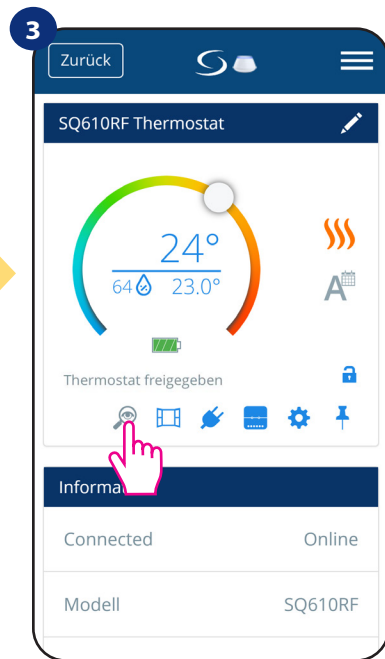 3
Zurück
SQ610RF Thermostat
24°
64 23.0°
A
Thermostat freigegeben
Informa
Connected Online
Modell SQ610RF